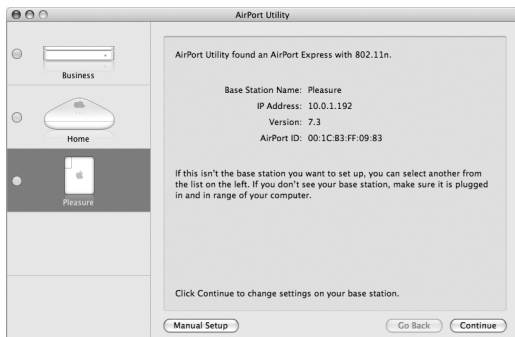 AirPort Utility
Business
Home
Pleasure
AirPort Utility found an AirPort Express with 802.11n.
Base Station Name: Pleasure
IP Address: 10.0.1.192
Version: 7.3
AirPort ID: 00:1C:B3:FF:09:83
If this isn't the base station you want to set up, you can select another from
the list on the left. If you don't see your base station, make sure it is plugged
in and in range of your computer.
Click Continue to change settings on your base station.
Manual Setup
Go Back
Continue